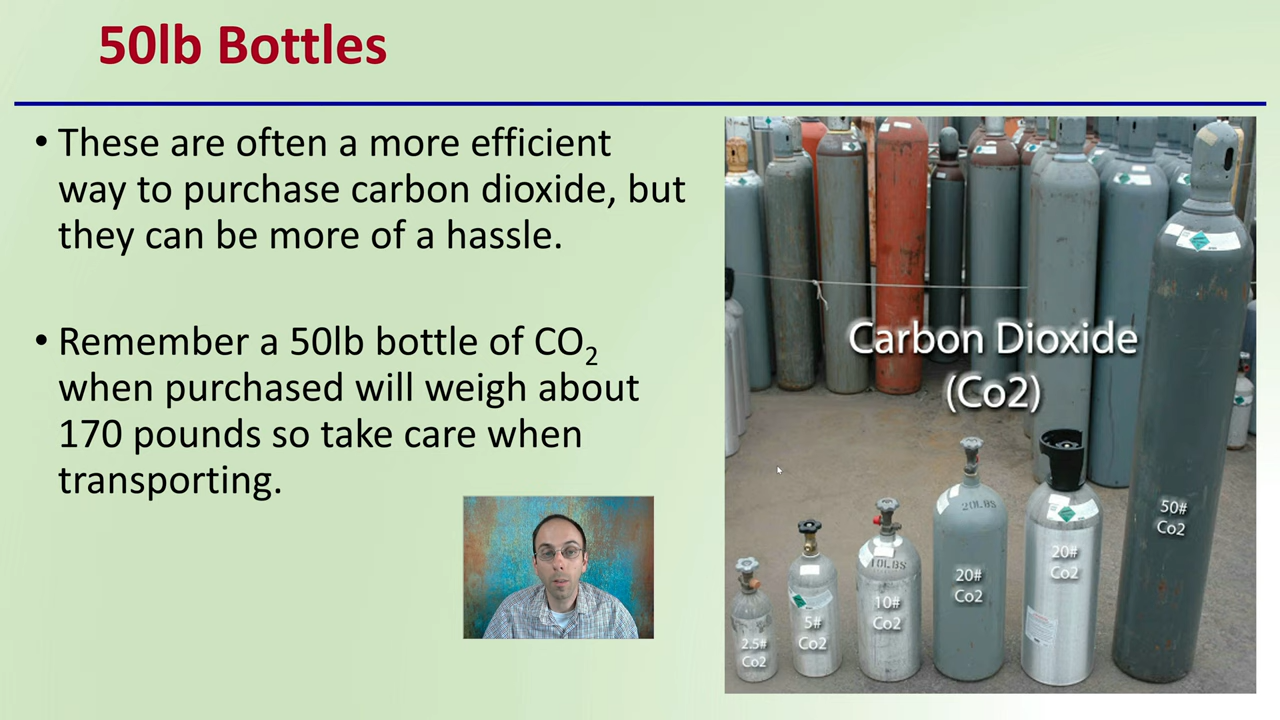 50lb Bottles
• These are often a more efficient
way to purchase carbon dioxide, but
they can be more of a hassle.
• Remember a 50lb bottle of CO₂
when purchased will weigh about
170 pounds so take care when
transporting.
Carbon Dioxide
(Co2)
2.5#
Co2
5#
Co2
10LBS
10#
Co2
20LBS
20#
Co2
20#
Co2
50#
Co2